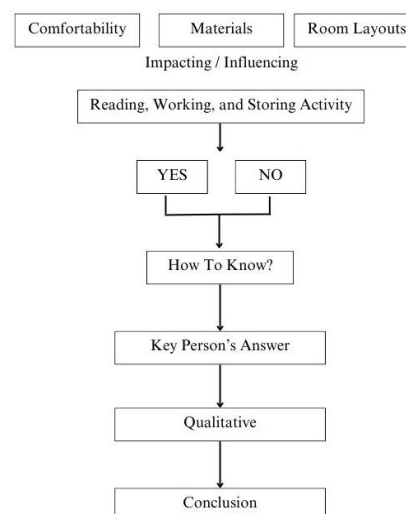 Comfortability
Materials
Room Layouts
Impacting / Influencing
Reading, Working, and Storing Activity
YES
NO
How To Know?
Key Person's Answer
Qualitative
Conclusion